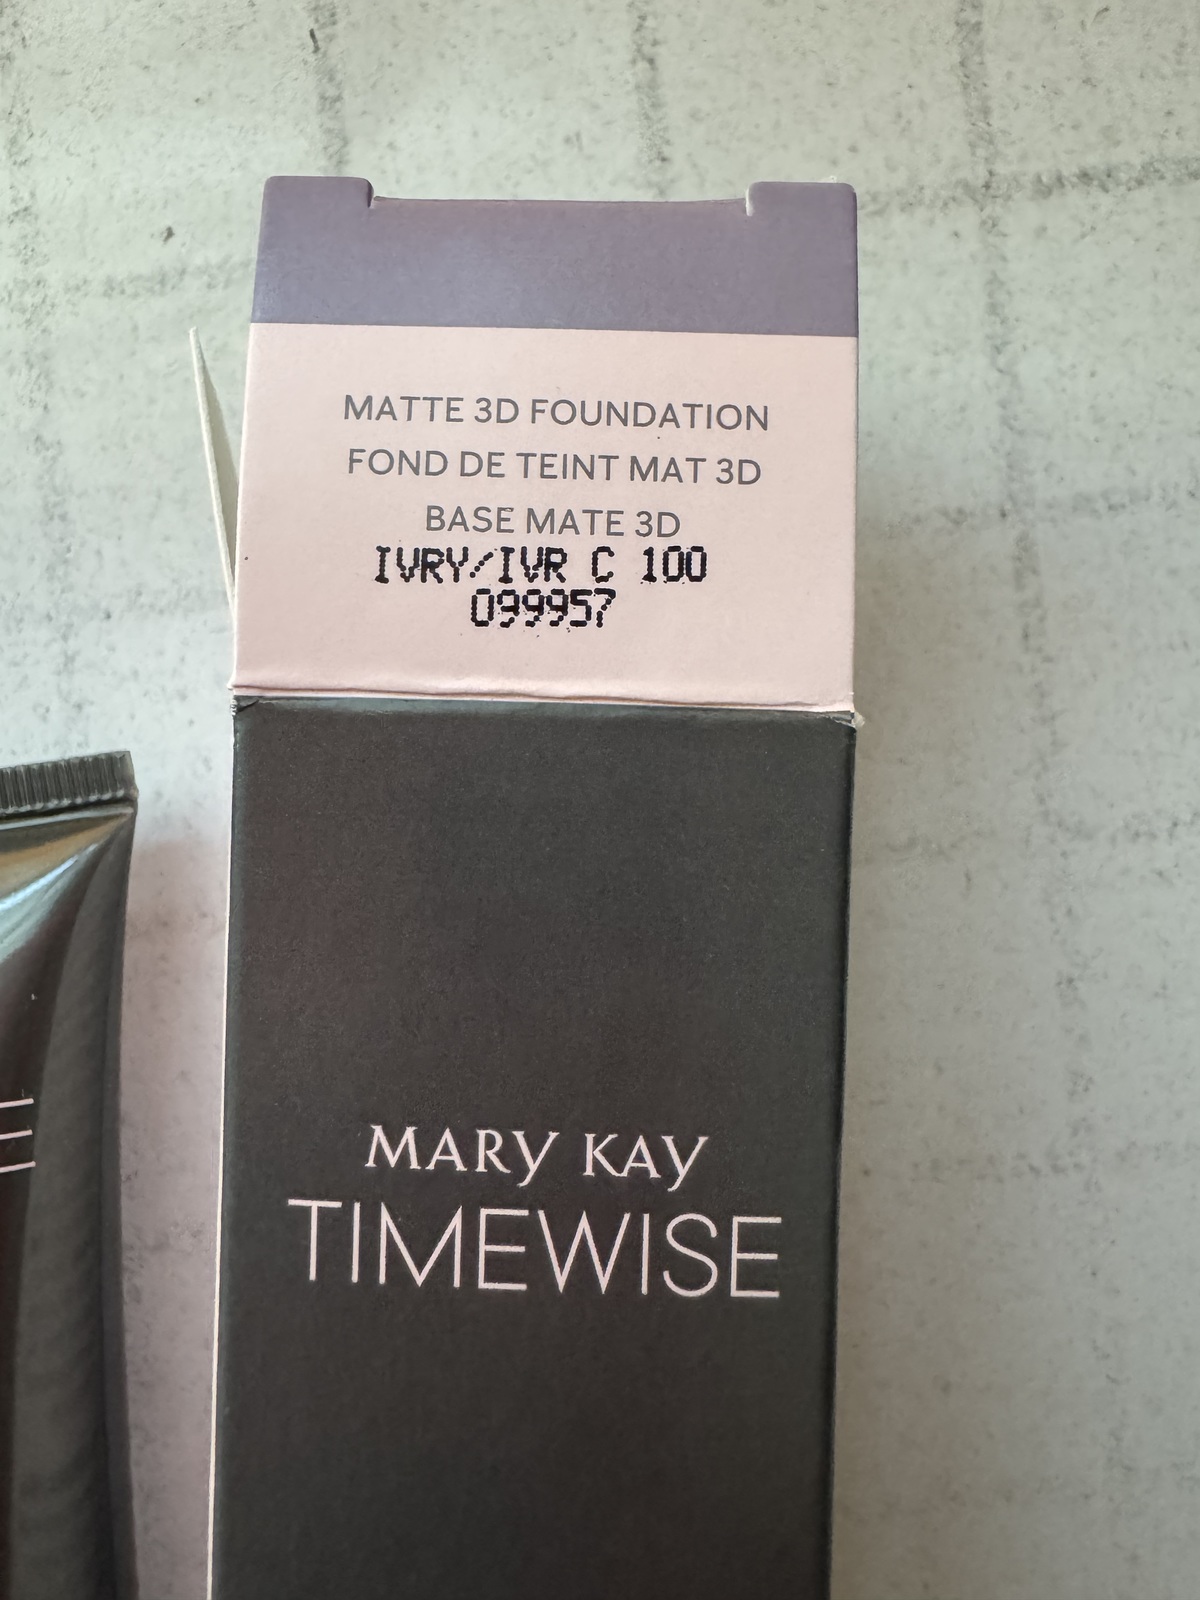 MATTE 3D FOUNDATION
FOND DE TEINT MAT 3D
BASE MATE 3D
IVRY/IVR C 100
099957
MARY KAY
TIMEWISE